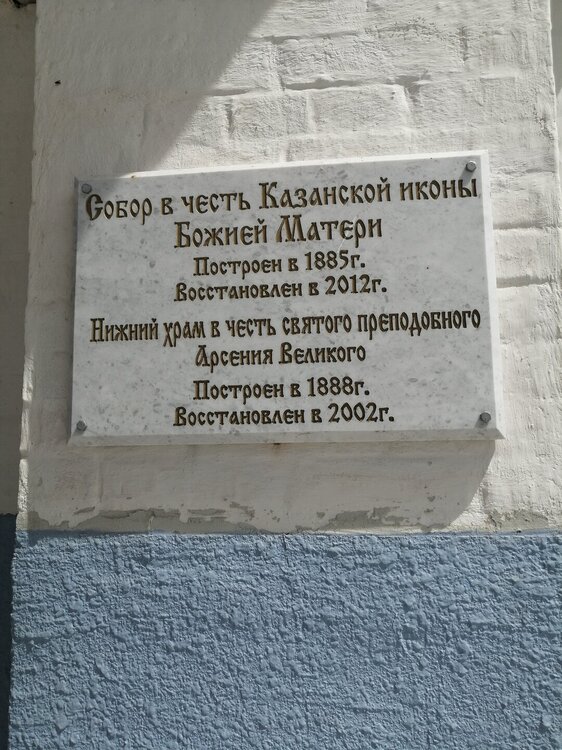 Собор в честь Казанской иконы
Божией Матери
Построен в 1885г.
Восстановлен в 2012г.
Нижний храм в честь святого преподобного
Арсения Великого
Построен в 1888г.
Восстановлен в 2002г.